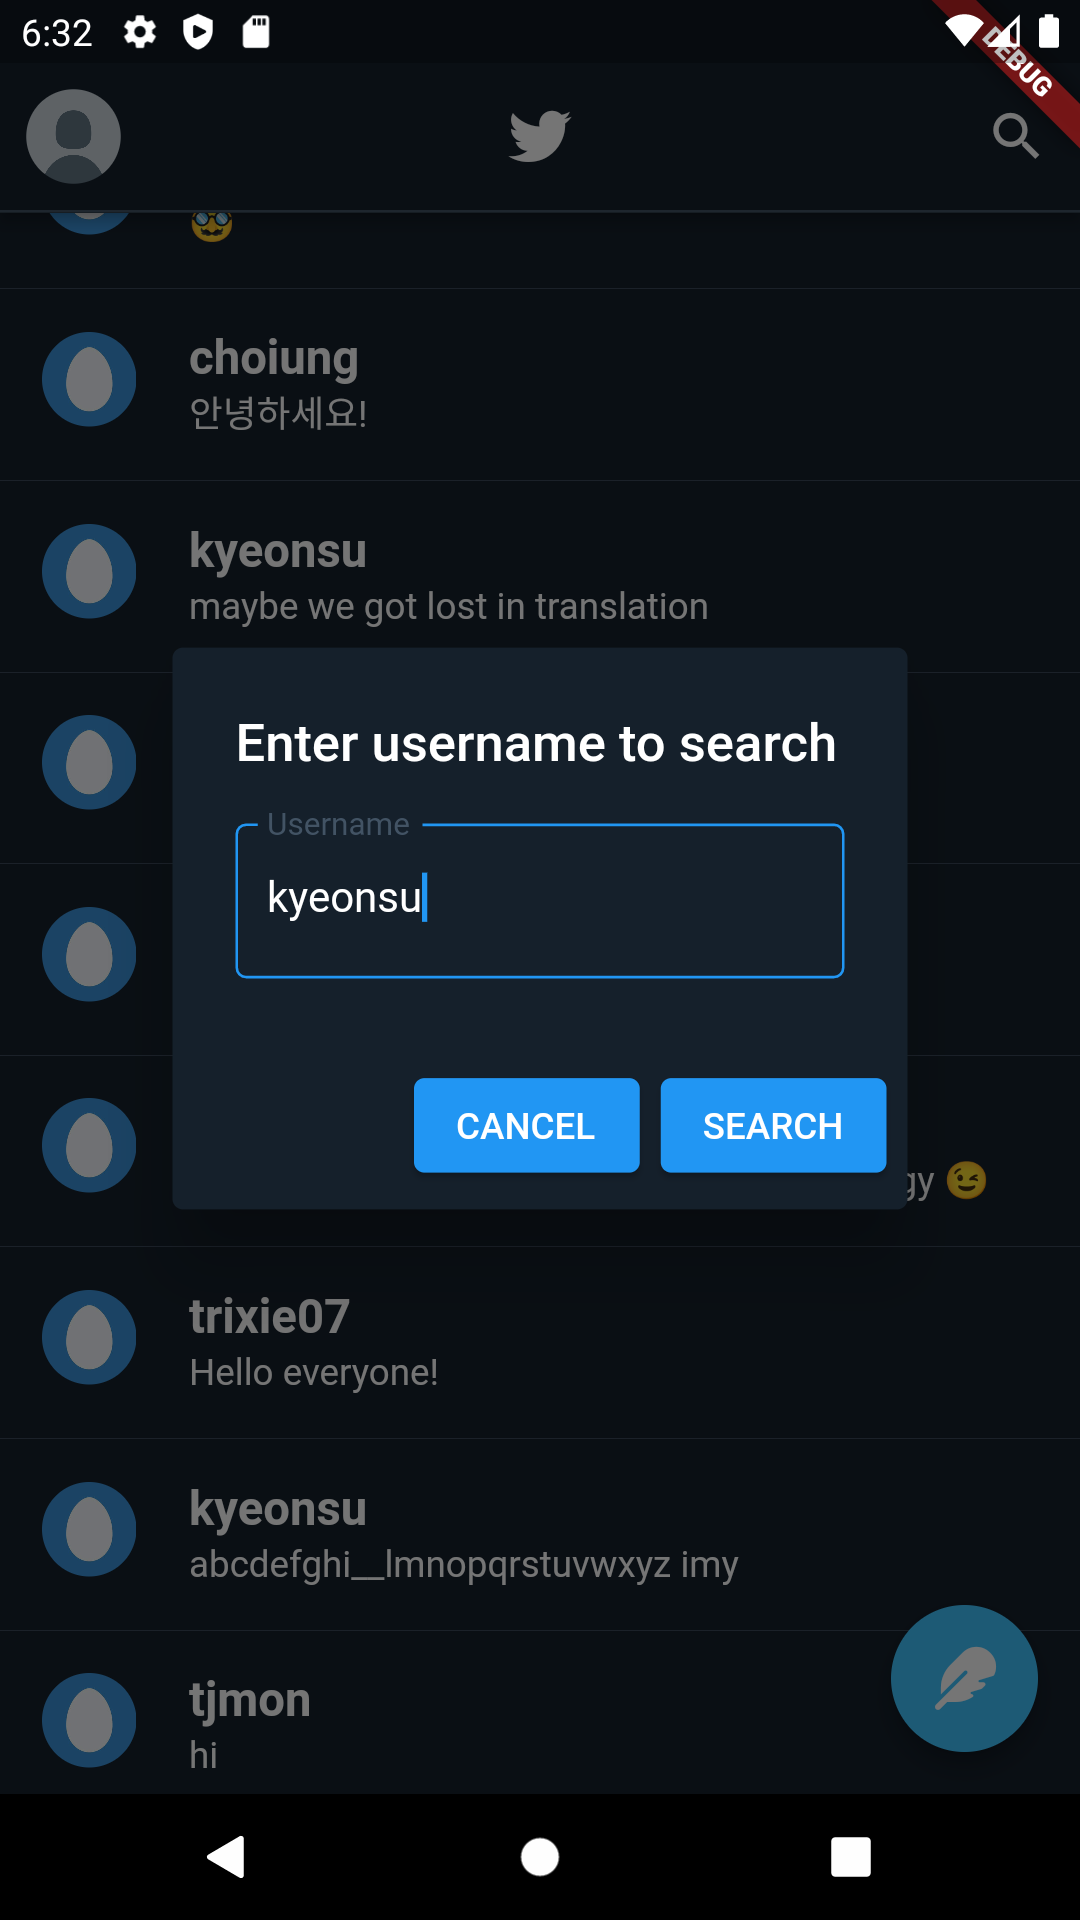 6:32
DEBUG
choiung
안녕하세요!
kyeonsu
maybe we got lost in translation
Enter username to search
Username
kyeonsu
CANCEL SEARCH
gy 😉
trixie07
Hello everyone!
kyeonsu
abcdefghi__lmnopqrstuvwxyz imy
tjmon
hi